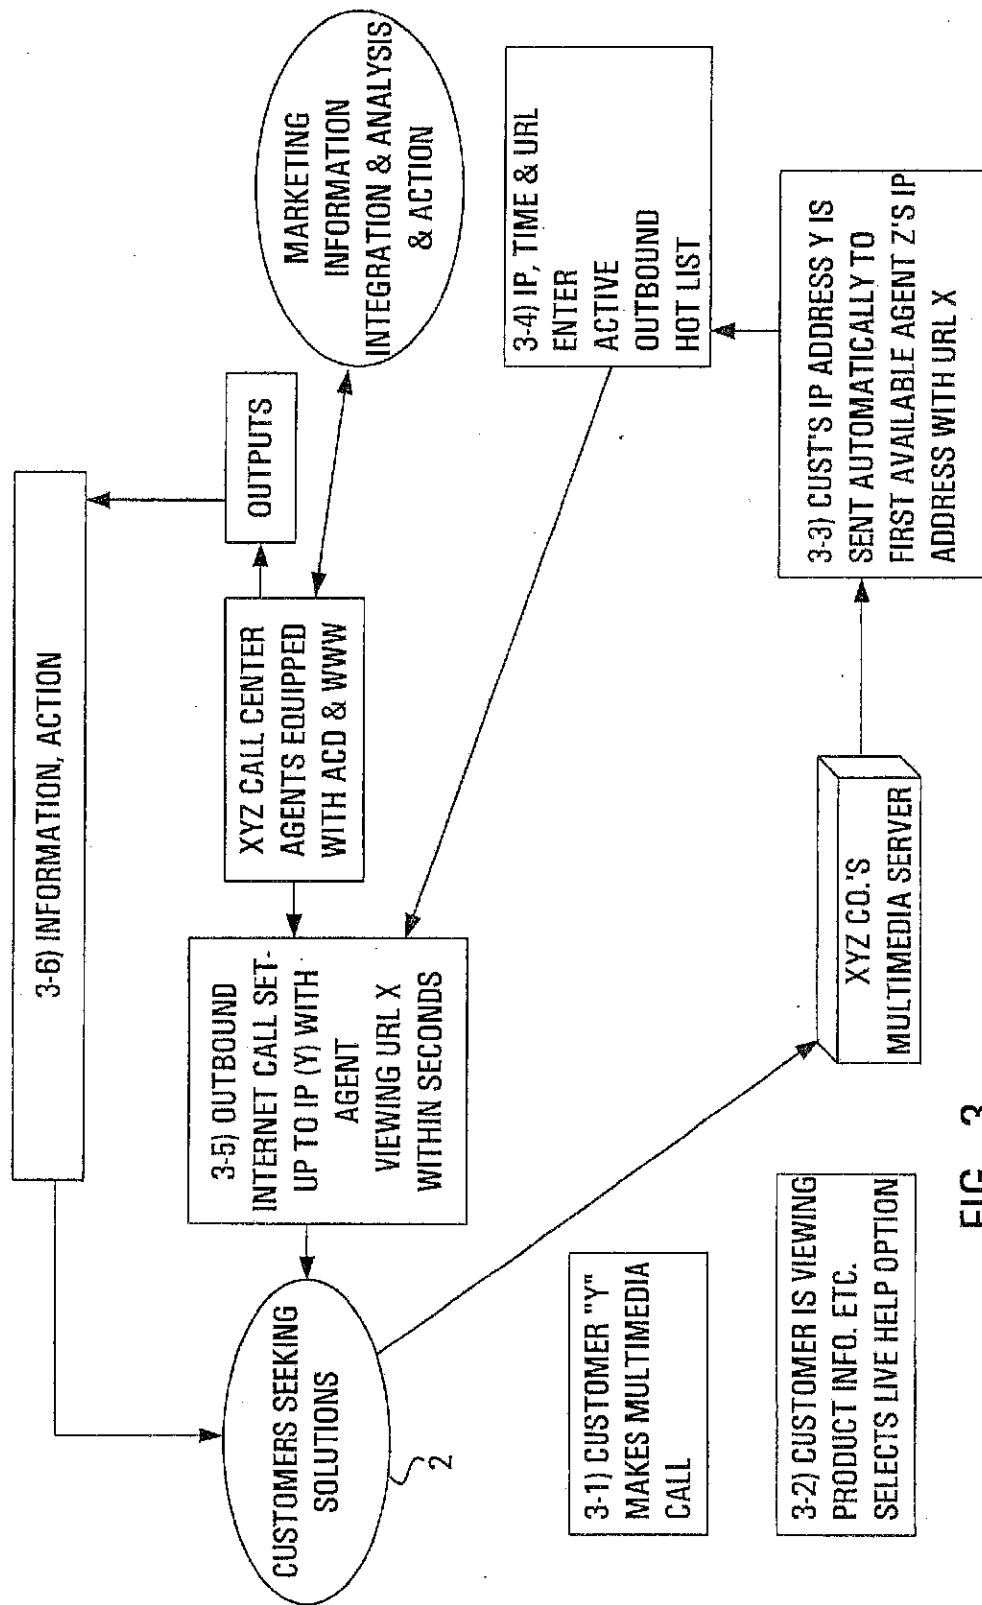 3-6) INFORMATION, ACTION
OUTPUTS
MARKETING
INFORMATION
INTEGRATION & ANALYSIS
& ACTION
XYZ CALL CENTER
AGENTS EQUIPPED
WITH ACD & WWW
3-5) OUTBOUND
INTERNET CALL SET-
UP TO IP (Y) WITH
AGENT
VIEWING URL X
WITHIN SECONDS
CUSTOMERS SEEKING
SOLUTIONS
2
3-4) IP, TIME & URL
ENTER
ACTIVE
OUTBOUND
HOT LIST
3-1) CUSTOMER "Y"
MAKES MULTIMEDIA
CALL
3-2) CUSTOMER IS VIEWING
PRODUCT INFO. ETC.
SELECTS LIVE HELP OPTION
XYZ CO.'S
MULTIMEDIA SERVER
3-3) CUST'S IP ADDRESS Y IS
SENT AUTOMATICALLY TO
FIRST AVAILABLE AGENT Z'S IP
ADDRESS WITH URL X
FIG. 3